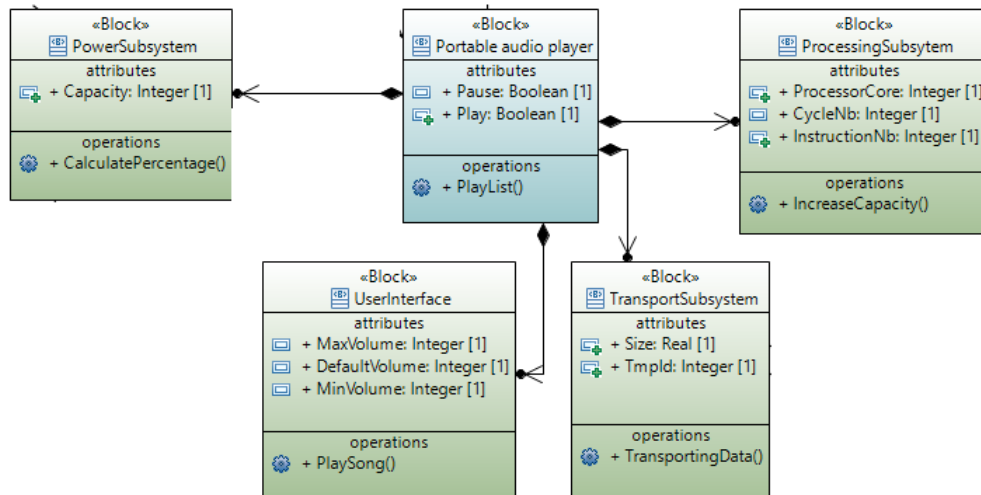 «Block»
PowerSubsystem
attributes
+ Capacity: Integer [1]
operations
+ CalculatePercentage()
«Block»
Portable audio player
attributes
+ Pause: Boolean [1]
+ Play: Boolean [1]
operations
+ PlayList()
«Block»
ProcessingSubsytem
attributes
+ ProcessorCore: Integer [1]
+ CycleNb: Integer [1]
+ InstructionNb: Integer [1]
operations
+ IncreaseCapacity()
«Block»
UserInterface
attributes
+ MaxVolume: Integer [1]
+ DefaultVolume: Integer [1]
+ MinVolume: Integer [1]
operations
+ PlaySong()
«Block»
TransportSubsystem
attributes
+ Size: Real [1]
+ TmpId: Integer [1]
operations
+ TransportingData()